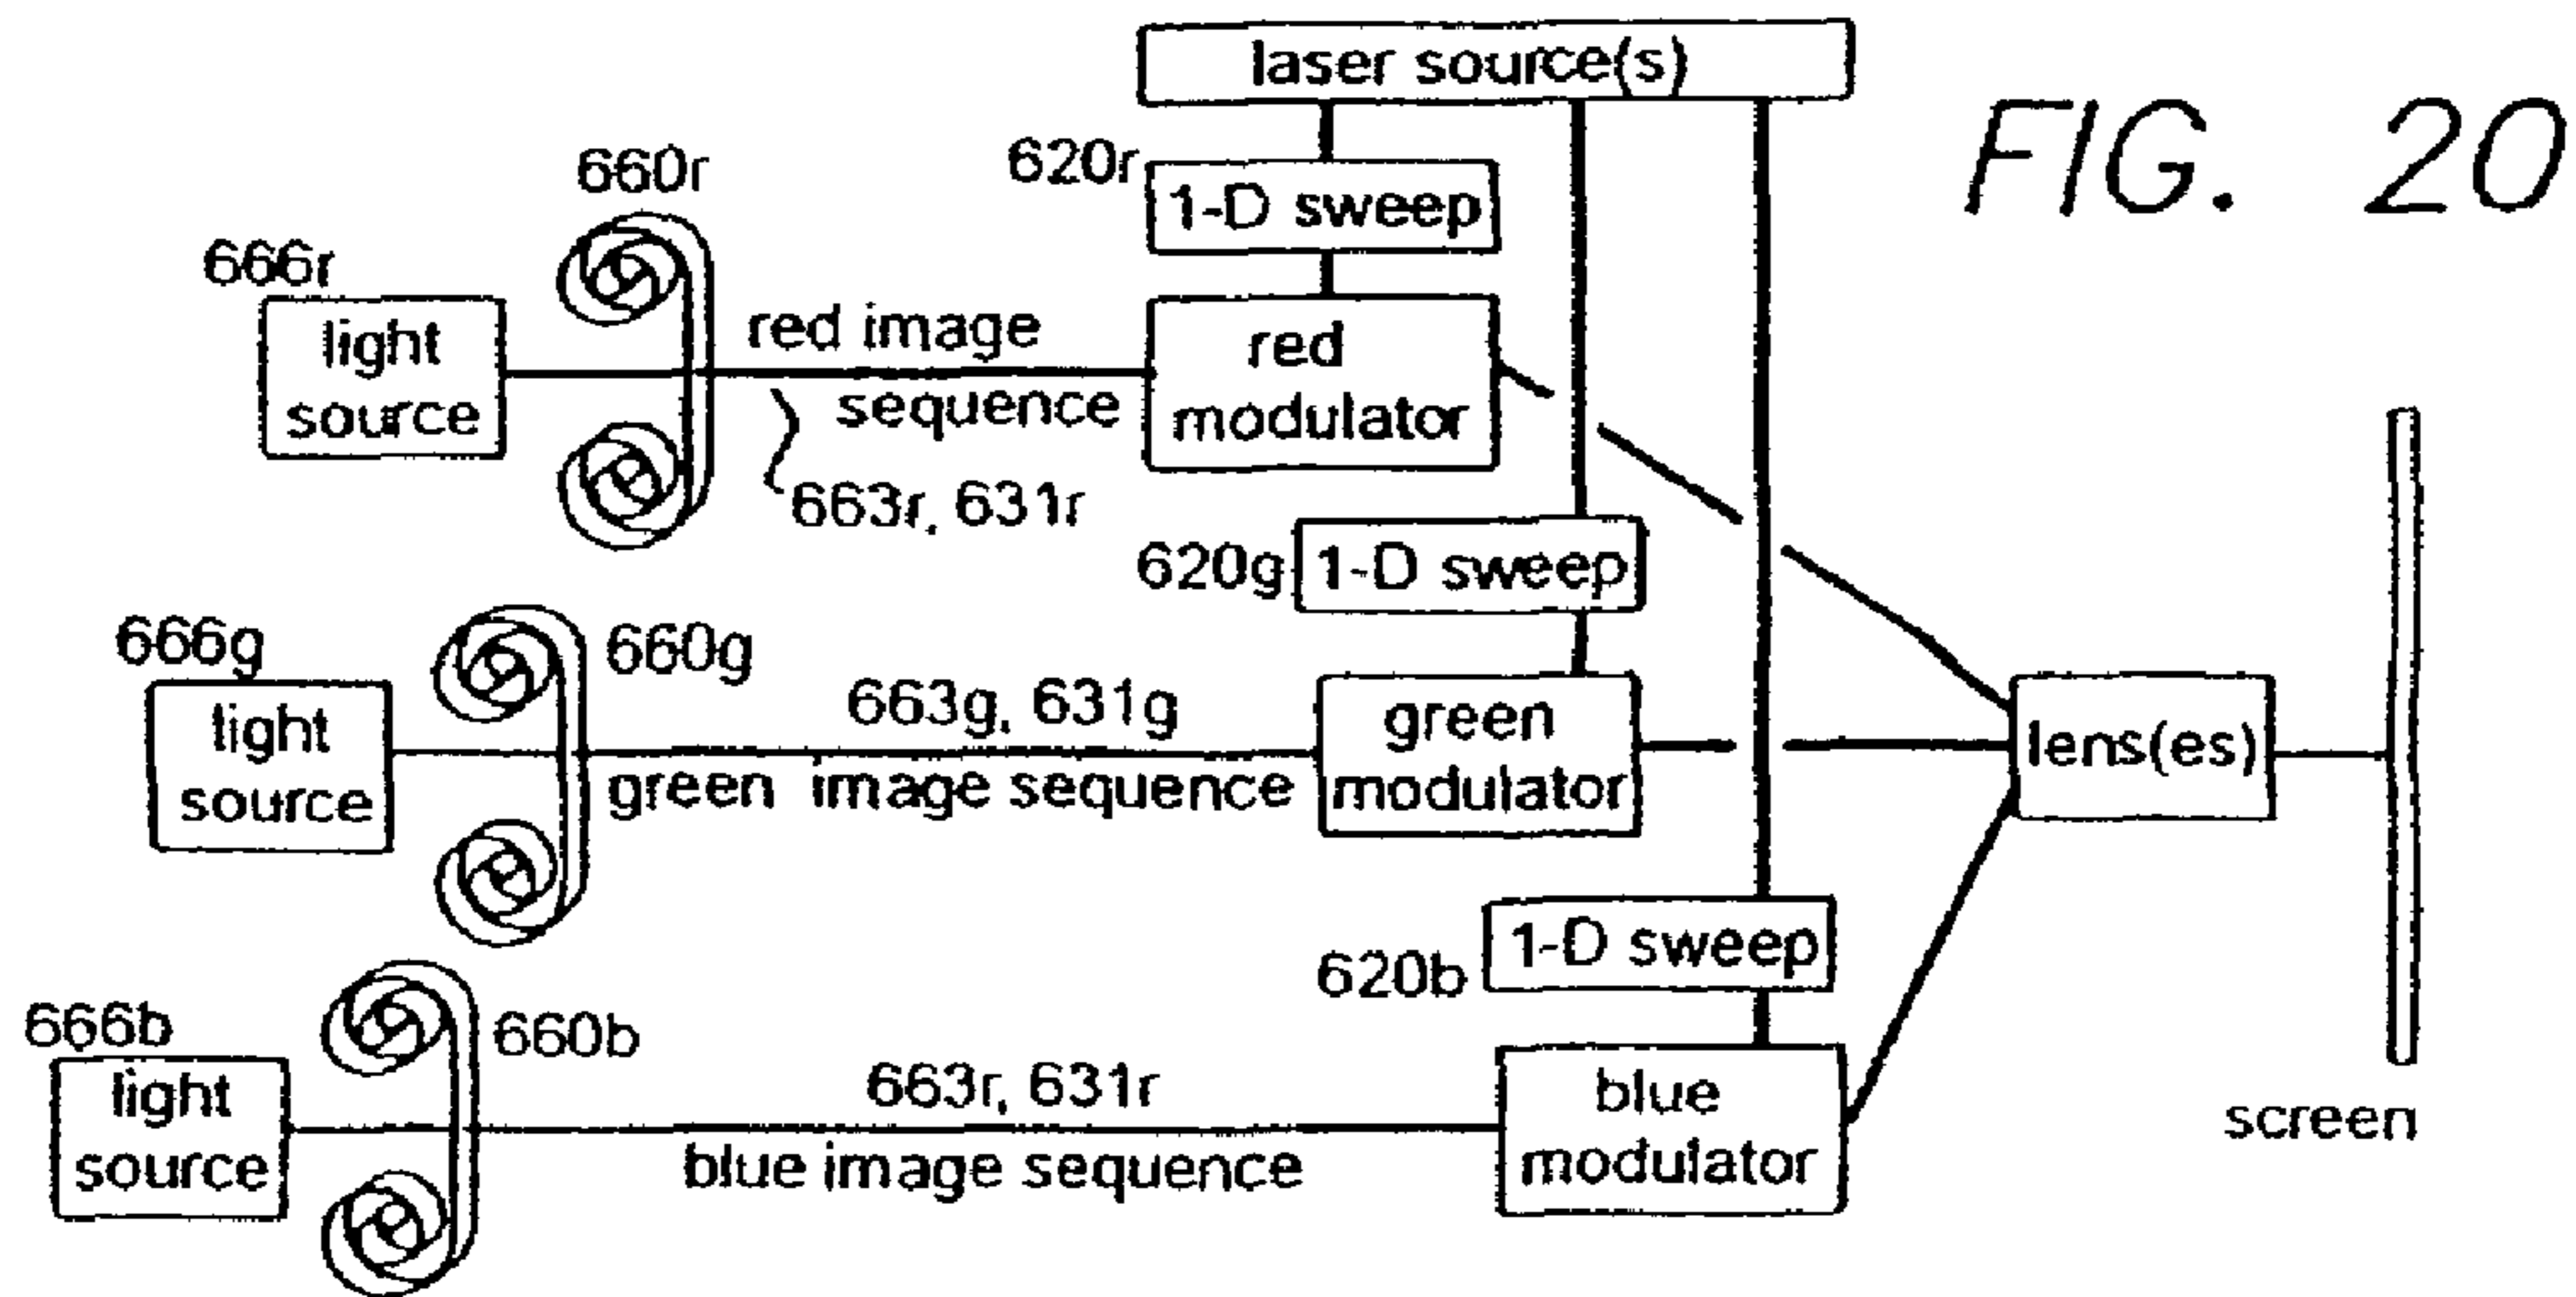 laser source(s)
FIG. 20
620r
1-D sweep
660r
666r
light
source
red image
sequence
663r, 631r
red
modulator
620g
1-D sweep
666g
light
source
660g
663g, 631g
green image sequence
green
modulator
lens(es)
620b
1-D sweep
666b
light
source
660b
663r, 631r
blue image sequence
blue
modulator
screen